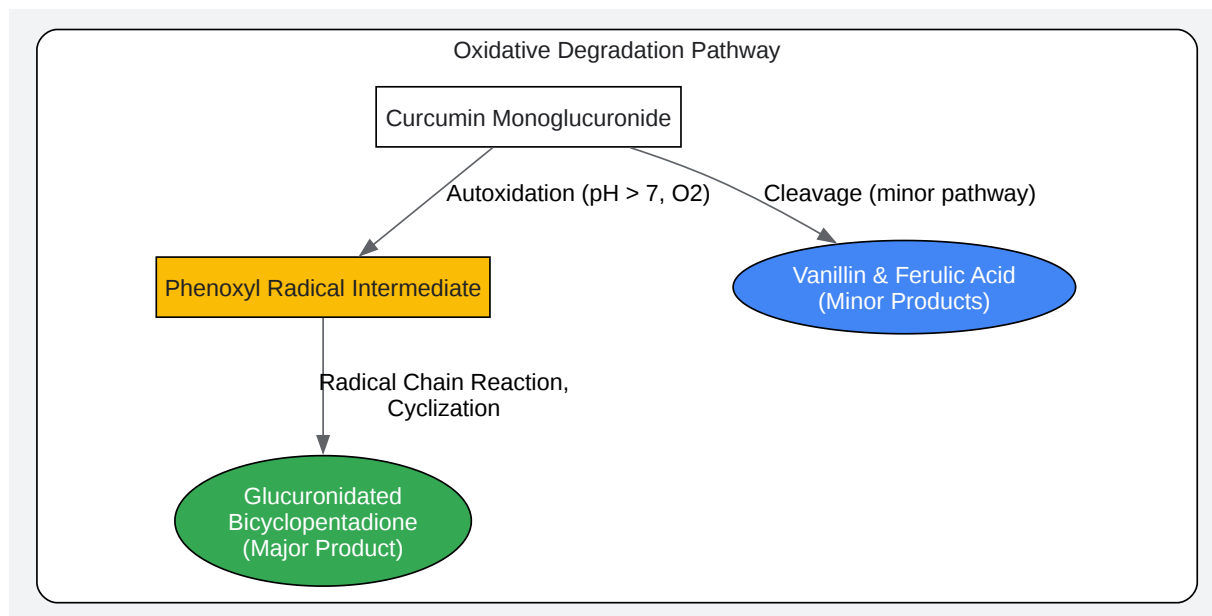 Oxidative Degradation Pathway
Curcumin Monoglucuronide
Autoxidation (pH > 7, O2)
Cleavage (minor pathway)
Phenoxyl Radical Intermediate
Vanillin & Ferulic Acid
(Minor Products)
Radical Chain Reaction,
Cyclization
Glucuronidated
Bicyclopentadione
(Major Product)